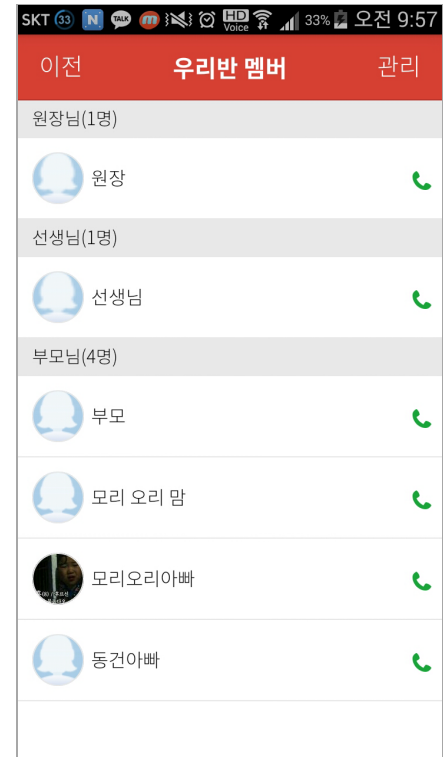 SKT 33 N TALK m HD Voice 33% 오전 9:57
이전 우리반 멤버 관리
원장님(1명)
원장
선생님(1명)
선생님
부모님(4명)
부모
모리 오리 맘
모리오리아빠
동건아빠